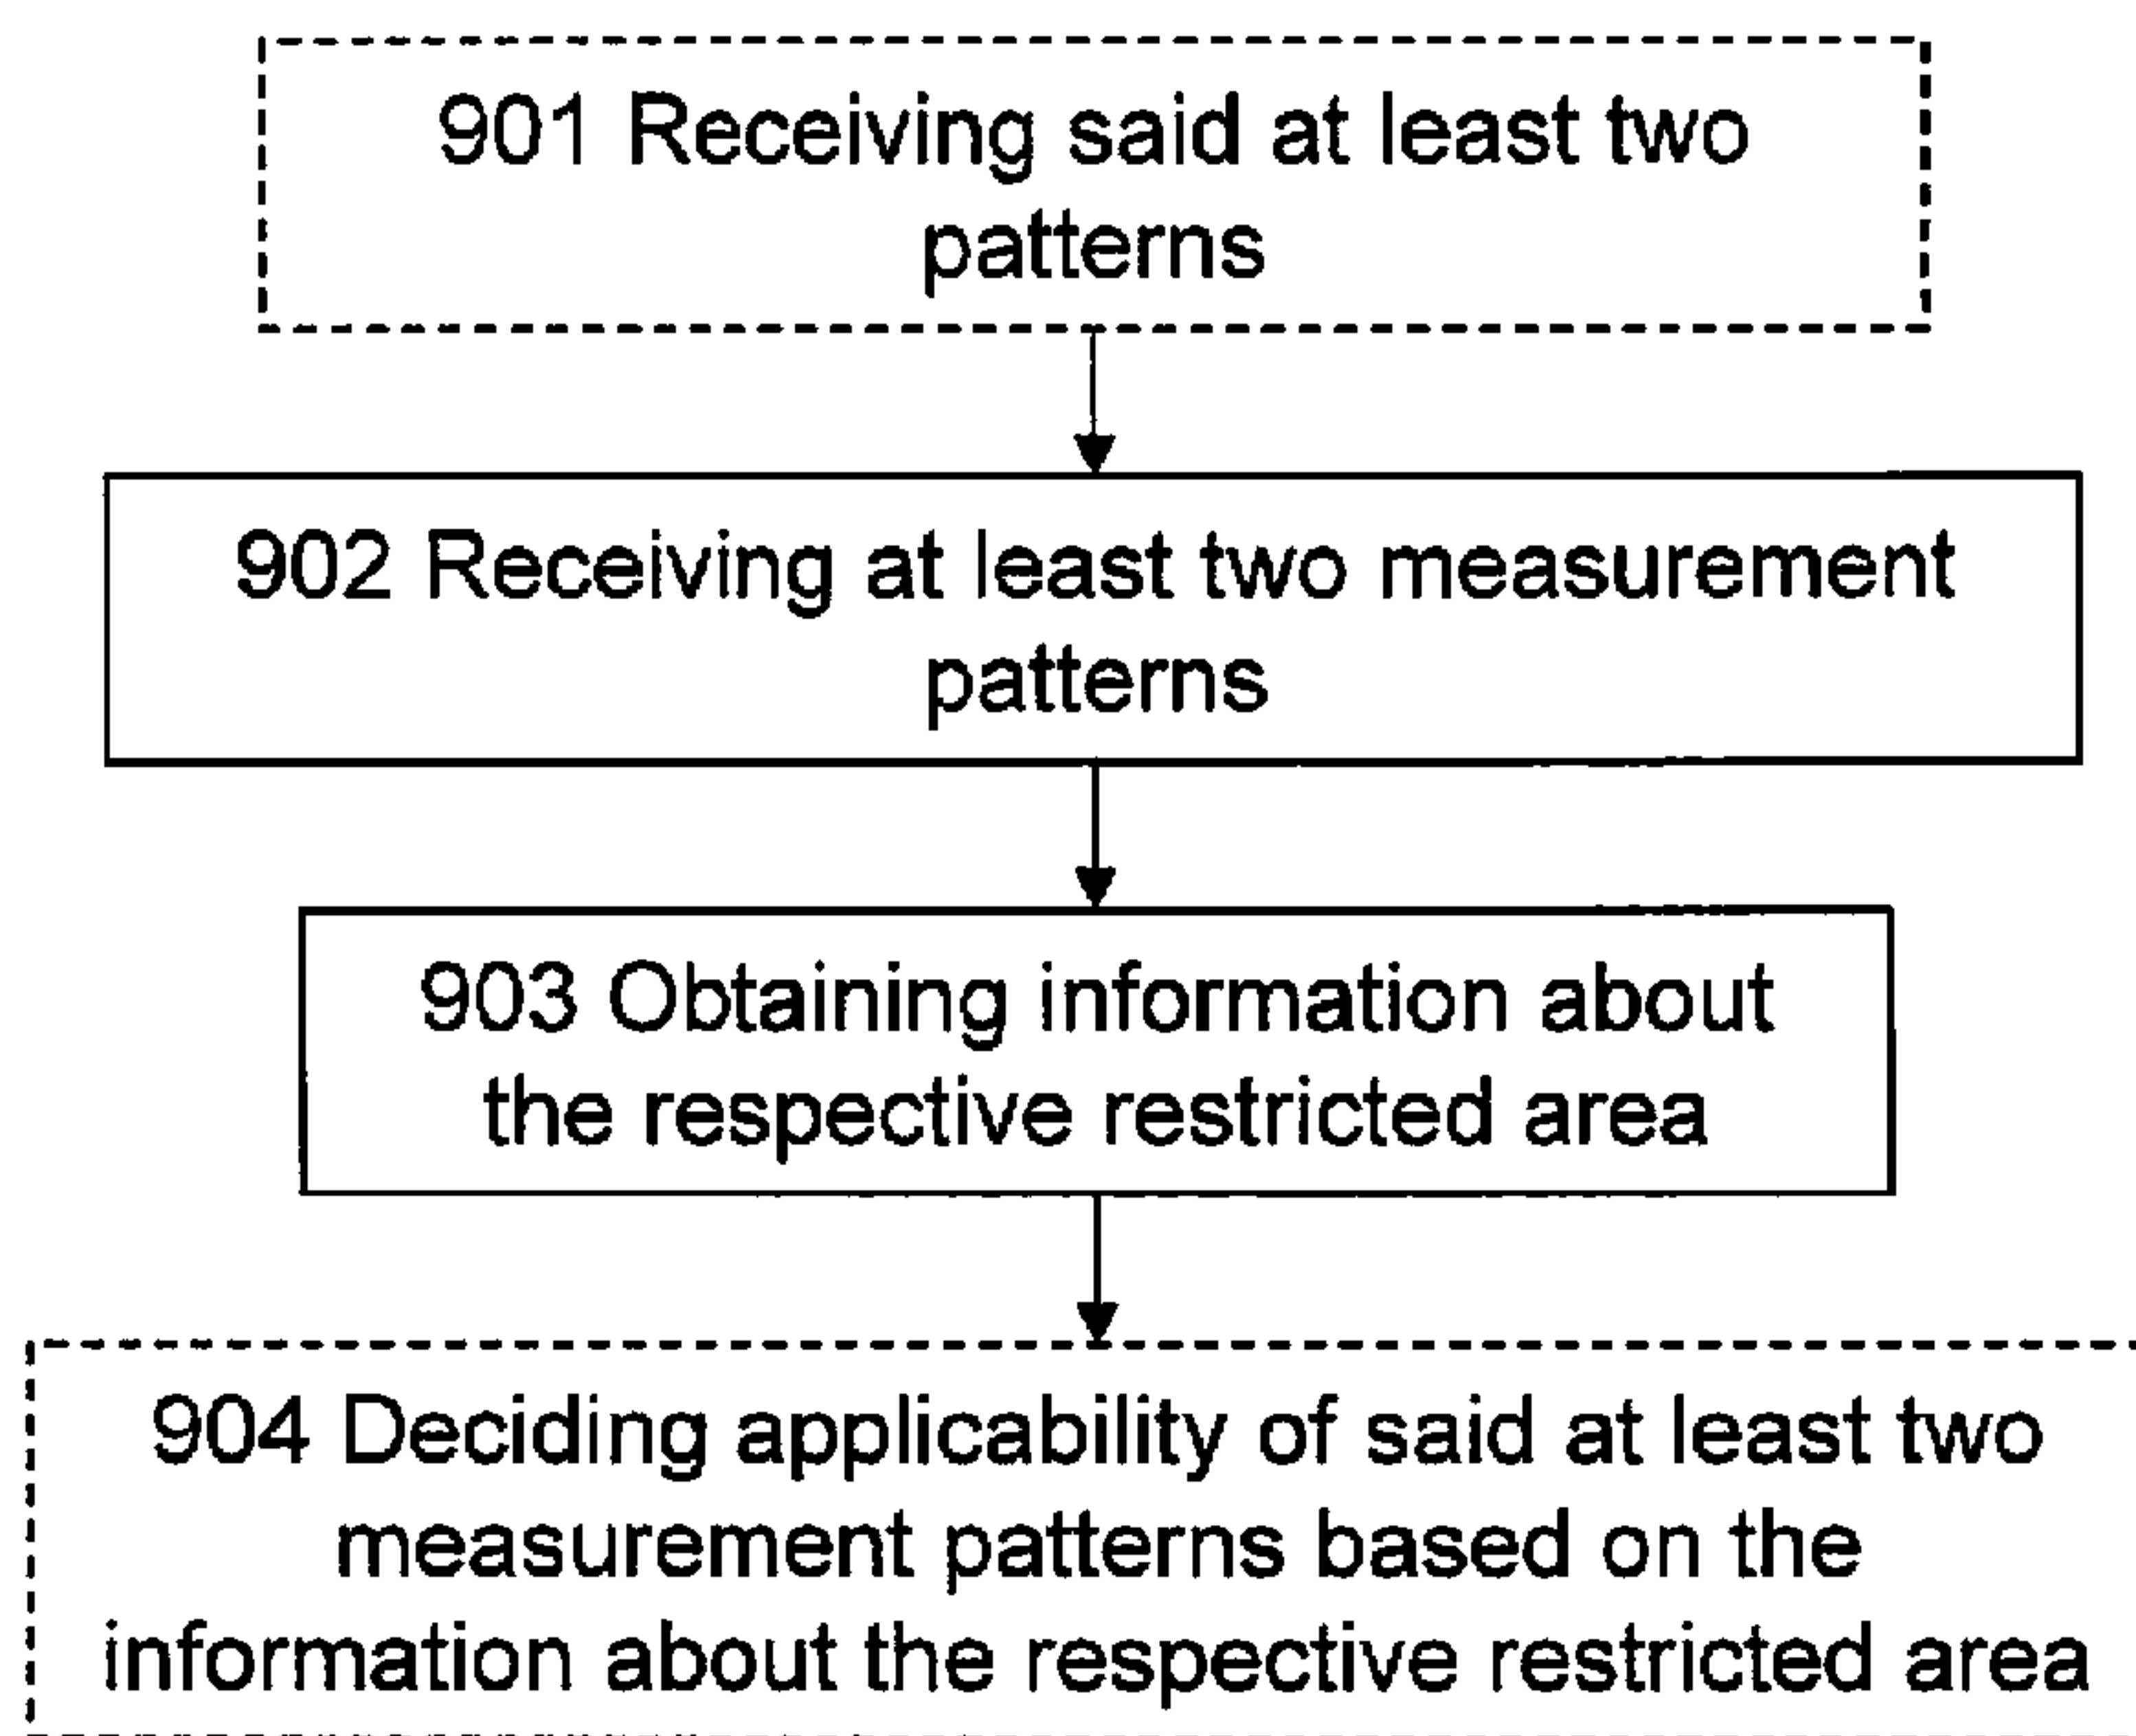 901 Receiving said at least two
patterns
902 Receiving at least two measurement
patterns
903 Obtaining information about
the respective restricted area
904 Deciding applicability of said at least two
measurement patterns based on the
information about the respective restricted area